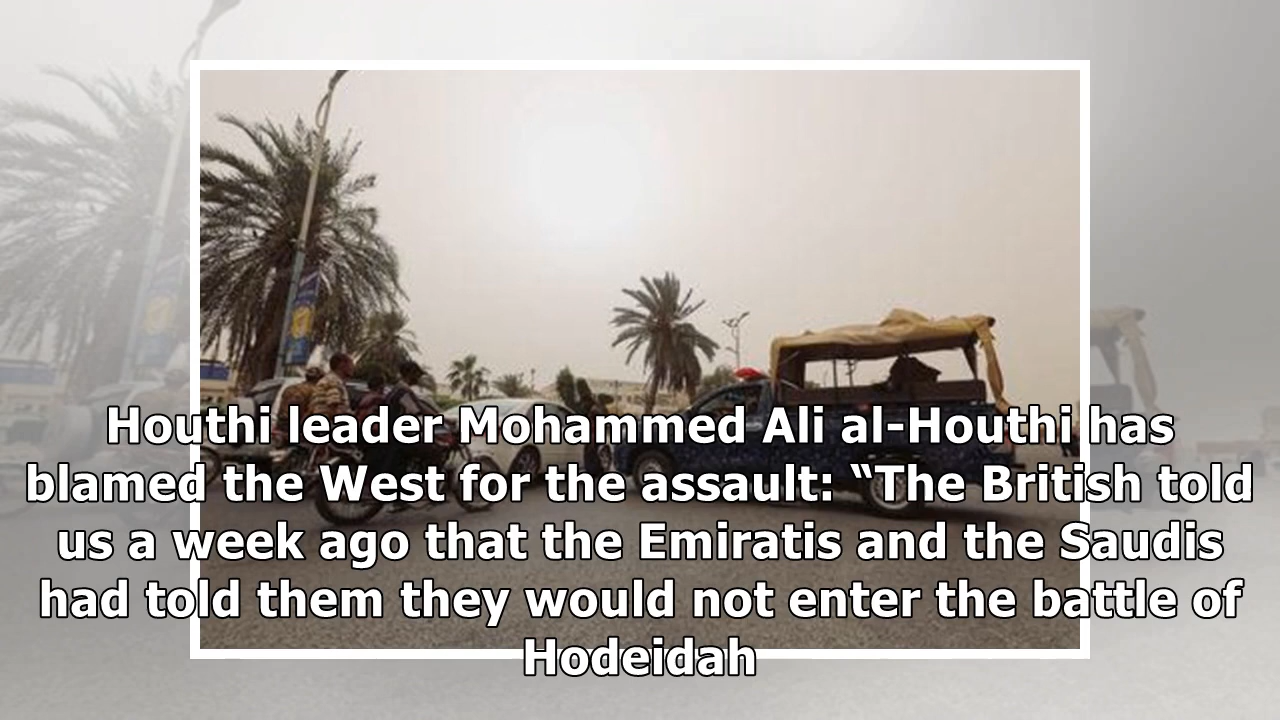 Houthi leader Mohammed Ali al-Houthi has
blamed the West for the assault: “The British told
us a week ago that the Emiratis and the Saudis
had told them they would not enter the battle of
Hodeidah